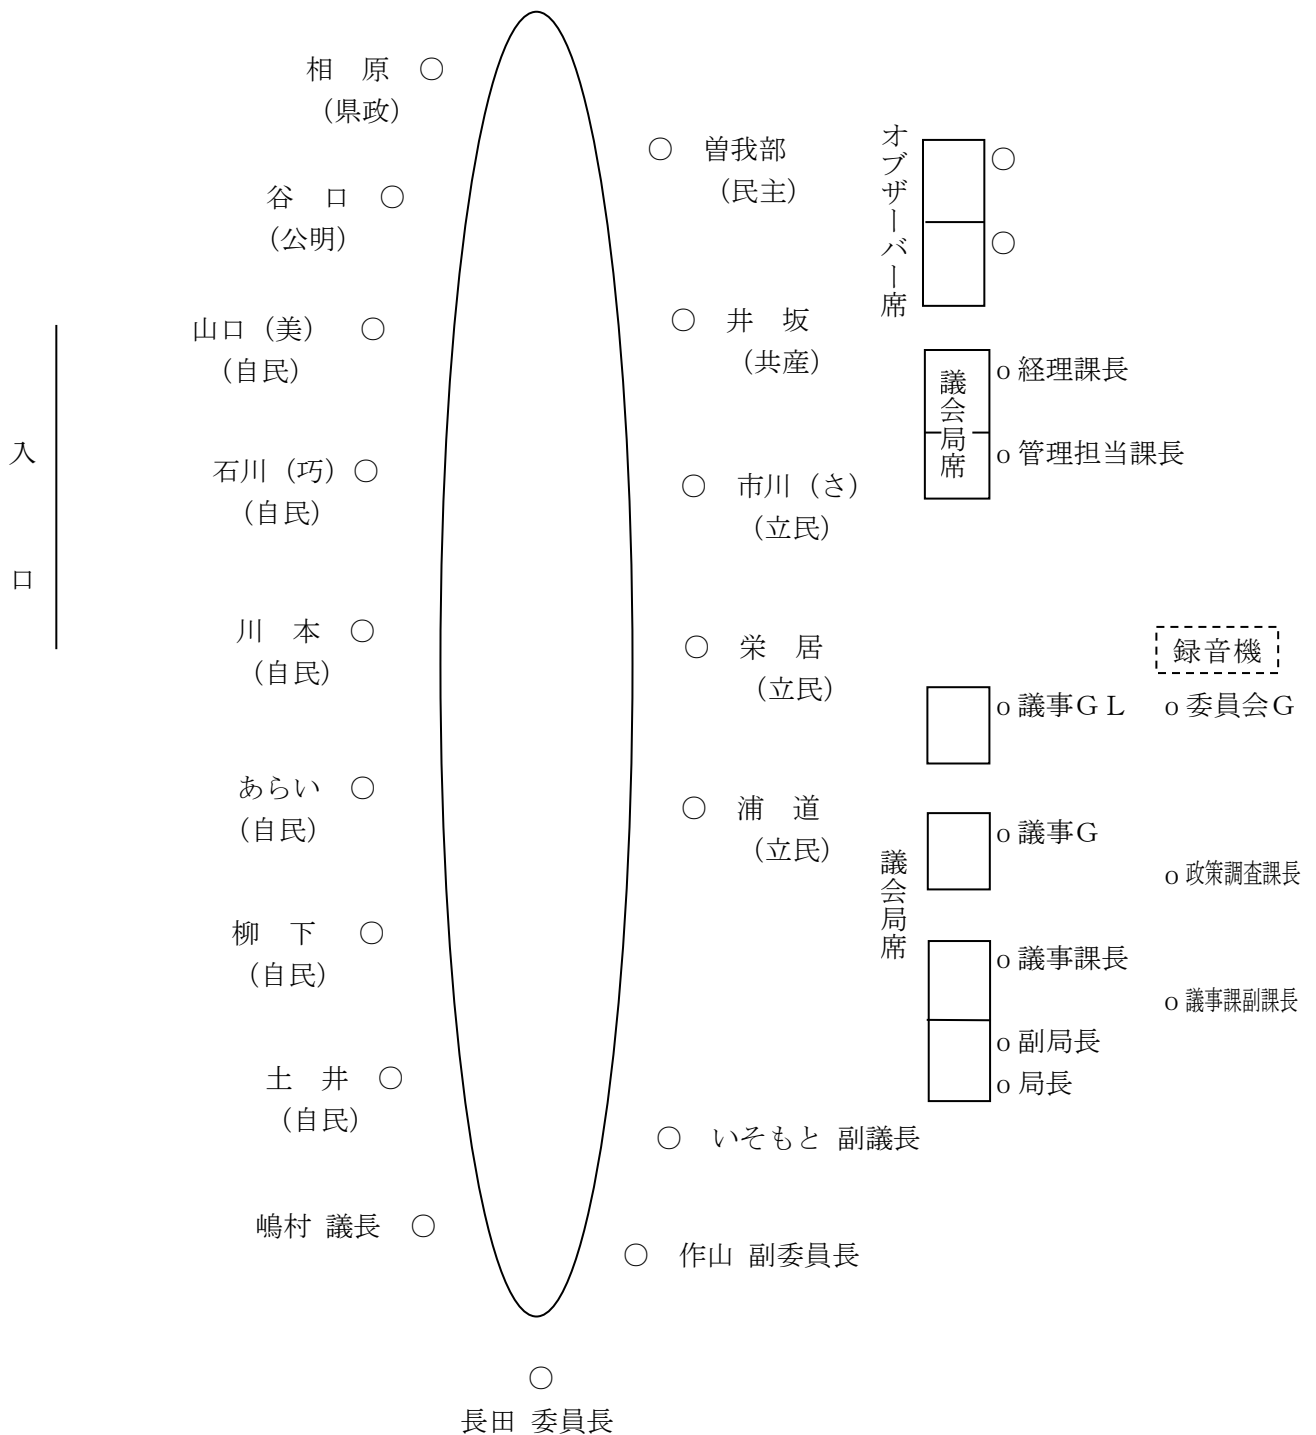 相　原　○
（県政）
谷　口　○
（公明）
山口（美）　○
（自民）
石川（巧）○
（自民）
川　本　○
（自民）
あらい　○
（自民）
柳　下　○
（自民）
土　井　○
（自民）
嶋村 議長　○
入口
○　曽我部
（民主）
○　井　坂
（共産）
○　市川（さ）
（立民）
○　栄　居
（立民）
○　浦　道
（立民）
○　いそもと 副議長
○　作山 副委員長
○
長田 委員長
オブザーバー席
○
○
議会局席
o 経理課長
o 管理担当課長
録音機
o 議事ＧＬ　o 委員会Ｇ
o 議事Ｇ
o 政策調査課長
議会局席
o 議事課長
o 議事課副課長
o 副局長
o 局長